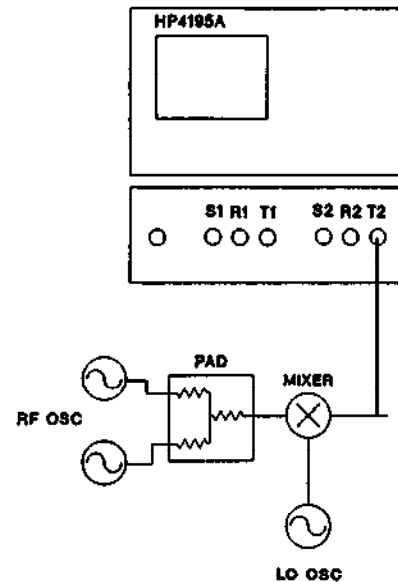 HP4195A
S1 R1 T1 S2 R2 T2
PAD
MIXER
RF OSC
LO OSC